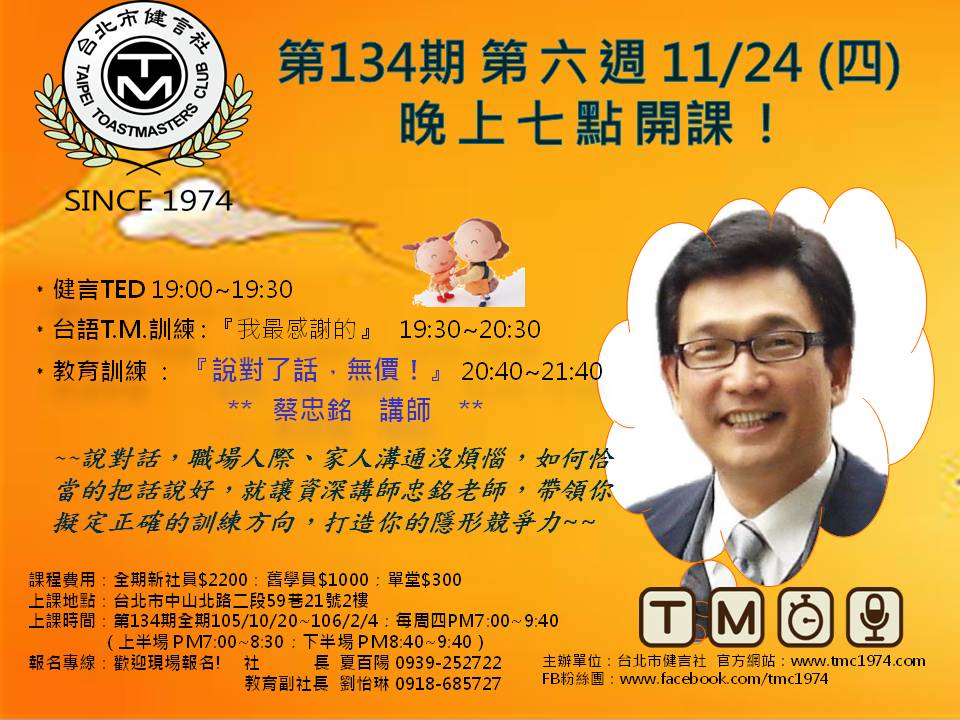 台北市健言社
TM
TAIPEI TOASTMASTERS CLUB
SINCE 1974
第134期 第六週 11/24 (四)
晚上七點開課！
* 健言TED 19:00~19:30
* 台語T.M.訓練：『我最感謝的』 19:30~20:30
* 教育訓練 ： 『說對了話，無價！』 20:40~21:40
** 蔡忠銘 講師 **
~~說對話，職場人際、家人溝通沒煩惱，如何恰
當的把話說好，就讓資深講師忠銘老師，帶領你
擬定正確的訓練方向，打造你的隱形競爭力~~
課程費用：全期新社員$2200；舊學員$1000；單堂$300
上課地點：台北市中山北路二段59巷21號2樓
上課時間：第134期全期105/10/20~106/2/4；每周四PM7:00~9:40
（上半場 PM7:00~8:30；下半場 PM8:40~9:40）
報名專線：歡迎現場報名! 社 長 夏百陽 0939-252722
教育副社長 劉怡琳 0918-685727
T M
主辦單位：台北市健言社 官方網站：www.tmc1974.com
FB粉絲團：www.facebook.com/tmc1974